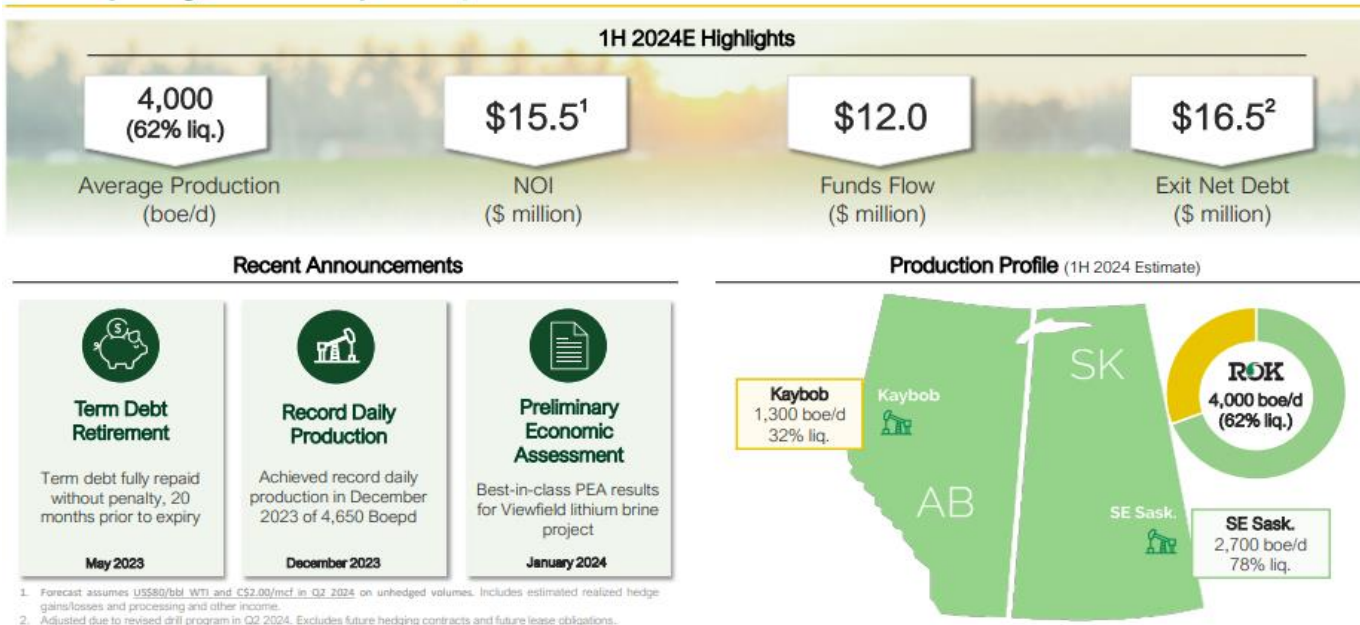 1H 2024E Highlights
4,000
(62% liq.)
$15.5¹
$12.0
$16.5²
Average Production
(boe/d)
NOI
($ million)
Funds Flow
($ million)
Exit Net Debt
($ million)
Recent Announcements
Term Debt
Retirement
Term debt fully repaid
without penalty, 20
months prior to expiry
May 2023
Record Daily
Production
Achieved record daily
production in December
2023 of 4,650 Boepd
December 2023
Preliminary
Economic
Assessment
Best-in-class PEA results
for Viewfield lithium brine
project
January 2024
1. Forecast assumes US$80/bbl WTI and C$2.00/mcf in Q2 2024 on unhedged volumes. Includes estimated realized hedge
gains/losses and processing and other income.
2. Adjusted due to revised drill program in Q2 2024. Excludes future hedging contracts and future lease obligations..
Production Profile (1H 2024 Estimate)
Kaybob
1,300 boe/d
32% liq.
Kaybob
AB
SK
SE Sask.
ROK
4,000 boe/d
(62% liq.)
SE Sask.
2,700 boe/d
78% liq.